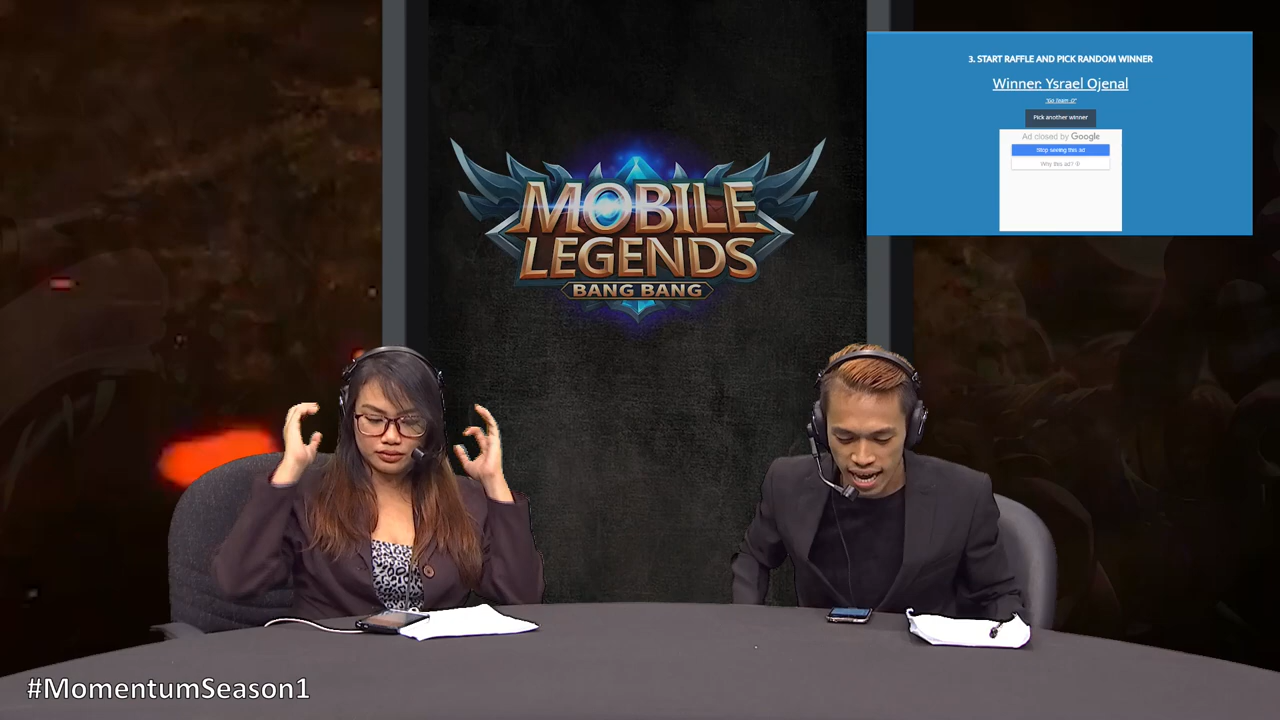 3. START RAFFLE AND PICK RANDOM WINNER
Winner: Ysrael Ojenal
Pick another winner
Ad closed by Google
Stop seeing this ad
Why this ad?
MOBILE
LEGENDS
BANG BANG
#MomentumSeason1